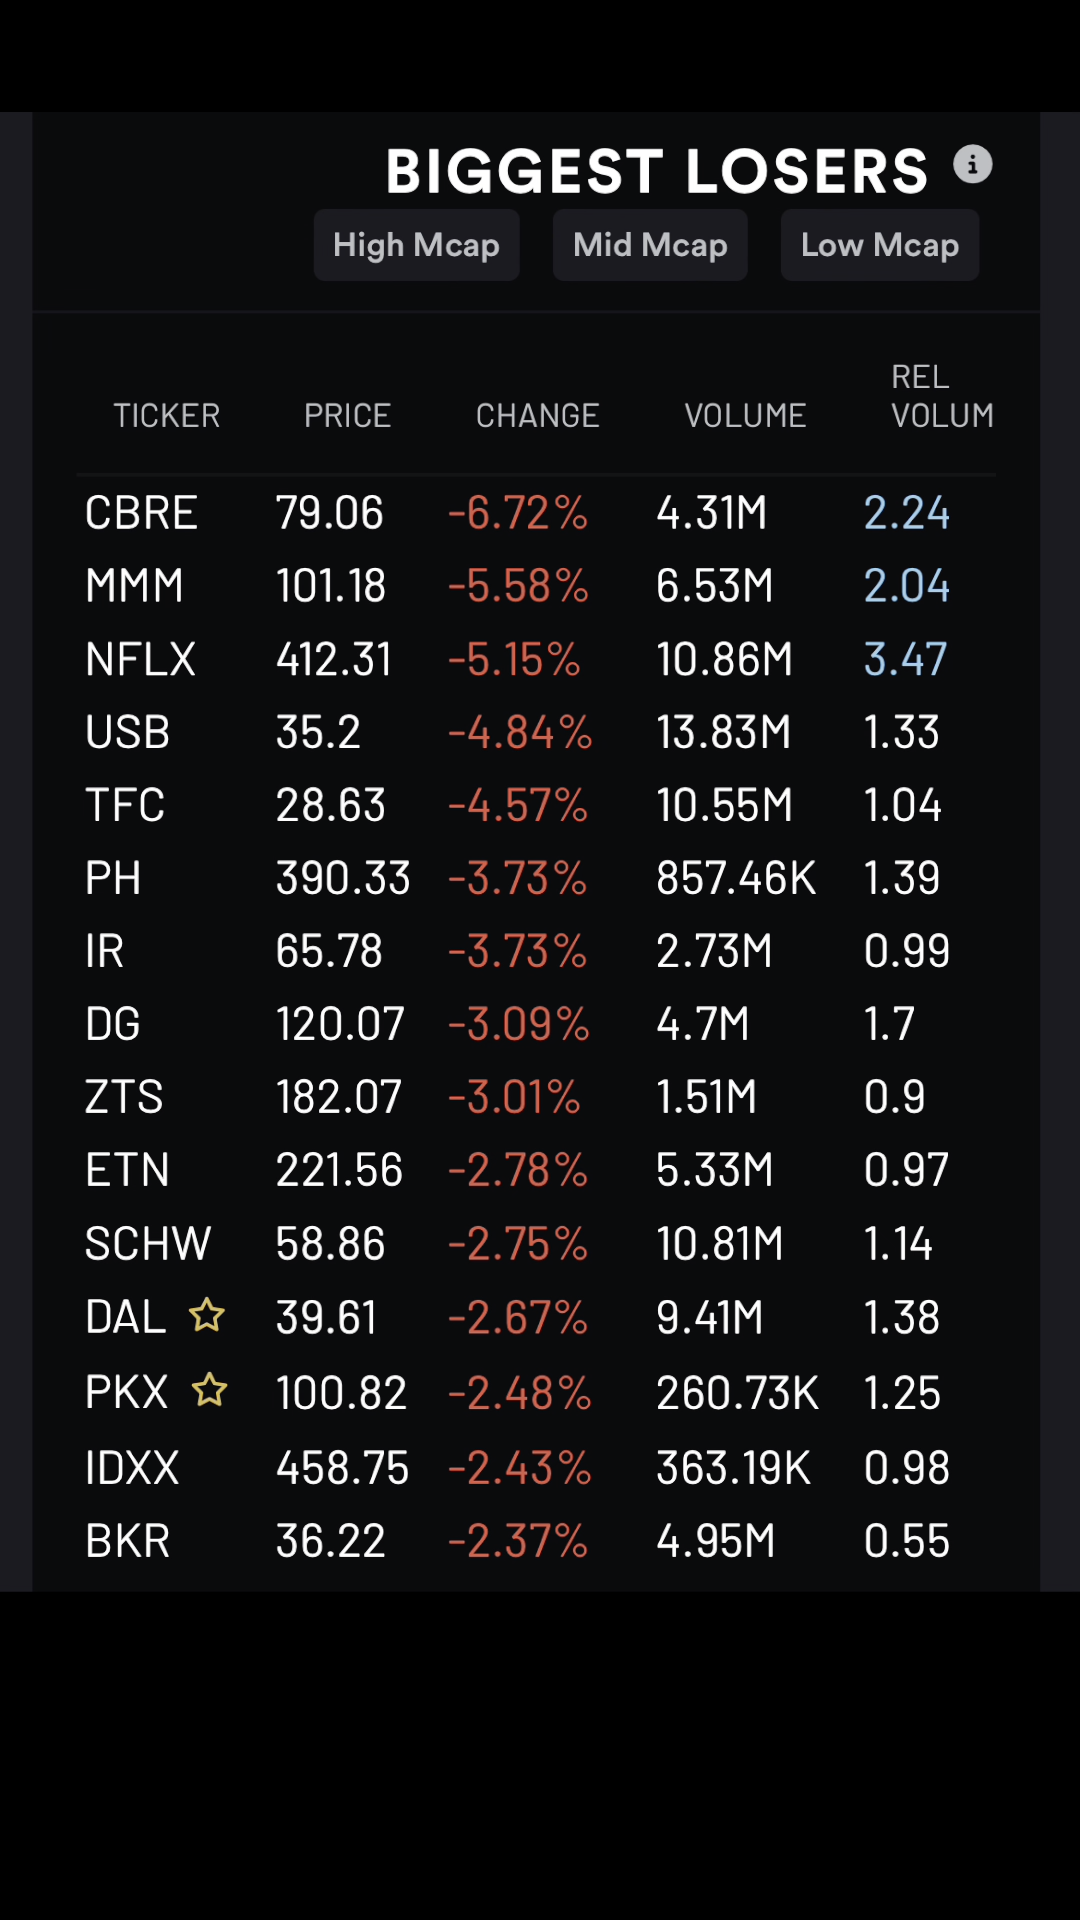 BIGGEST LOSERS
High Mcap Mid Mcap Low Mcap
TICKER PRICE CHANGE VOLUME REL VOLUM
CBRE 79.06 -6.72% 4.31M 2.24
MMM 101.18 -5.58% 6.53M 2.04
NFLX 412.31 -5.15% 10.86M 3.47
USB 35.2 -4.84% 13.83M 1.33
TFC 28.63 -4.57% 10.55M 1.04
PH 390.33 -3.73% 857.46K 1.39
IR 65.78 -3.73% 2.73M 0.99
DG 120.07 -3.09% 4.7M 1.7
ZTS 182.07 -3.01% 1.51M 0.9
ETN 221.56 -2.78% 5.33M 0.97
SCHW 58.86 -2.75% 10.81M 1.14
DAL 39.61 -2.67% 9.41M 1.38
PKX 100.82 -2.48% 260.73K 1.25
IDXX 458.75 -2.43% 363.19K 0.98
BKR 36.22 -2.37% 4.95M 0.55